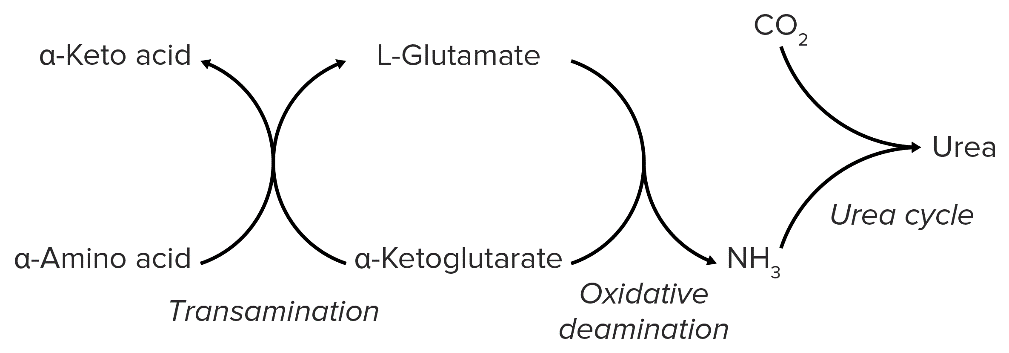 CO₂
α-Keto acid
L-Glutamate
Urea
Urea cycle
α-Amino acid
α-Ketoglutarate
NH₃
Transamination
Oxidative
deamination